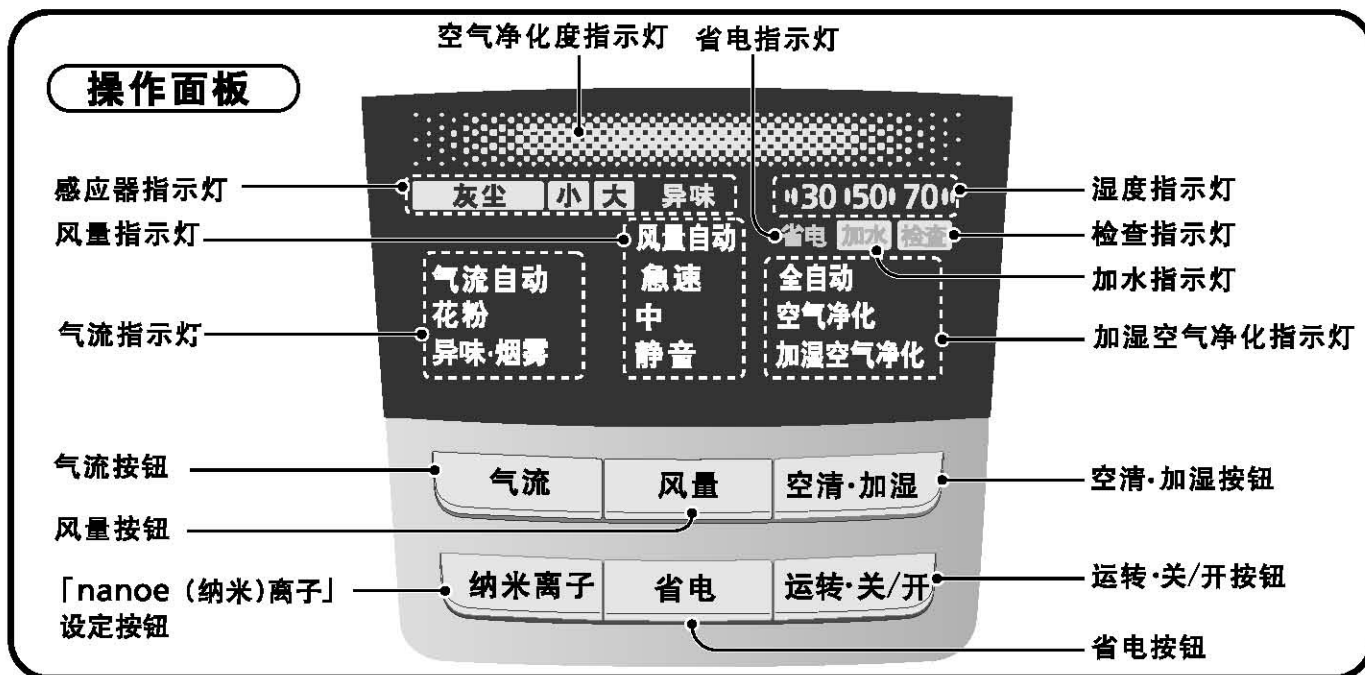 空气净化度指示灯 省电指示灯
操作面板
感应器指示灯
灰尘 小 大 异味
30 50 70
湿度指示灯
风量指示灯
风量自动
急速
中
静音
省电 加水 检查
检查指示灯
加水指示灯
气流指示灯
气流自动
花粉
异味·烟雾
全自动
空气净化
加湿空气净化
加湿空气净化指示灯
气流按钮
气流 风量 空清·加湿
空清·加湿按钮
风量按钮
「nanoe（纳米)离子」
设定按钮
纳米离子 省电 运转·关/开
运转·关/开按钮
省电按钮